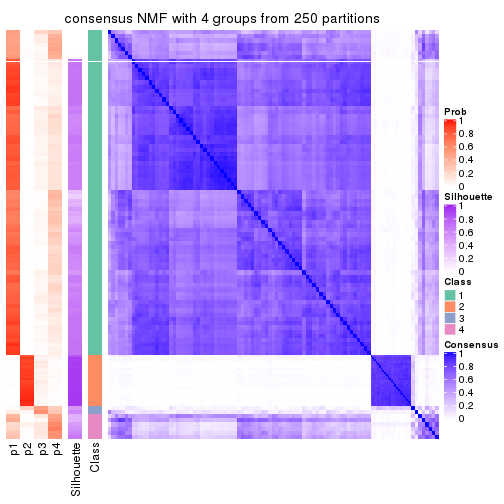 consensus NMF with 4 groups from 250 partitions
Prob
1
0.8
0.6
0.4
0.2
0
Silhouette
1
0.8
0.6
0.4
0.2
0
Class
1
2
3
4
Consensus
1
0.8
0.6
0.4
0.2
0
p1
p2
p3
p4
Silhouette
Class